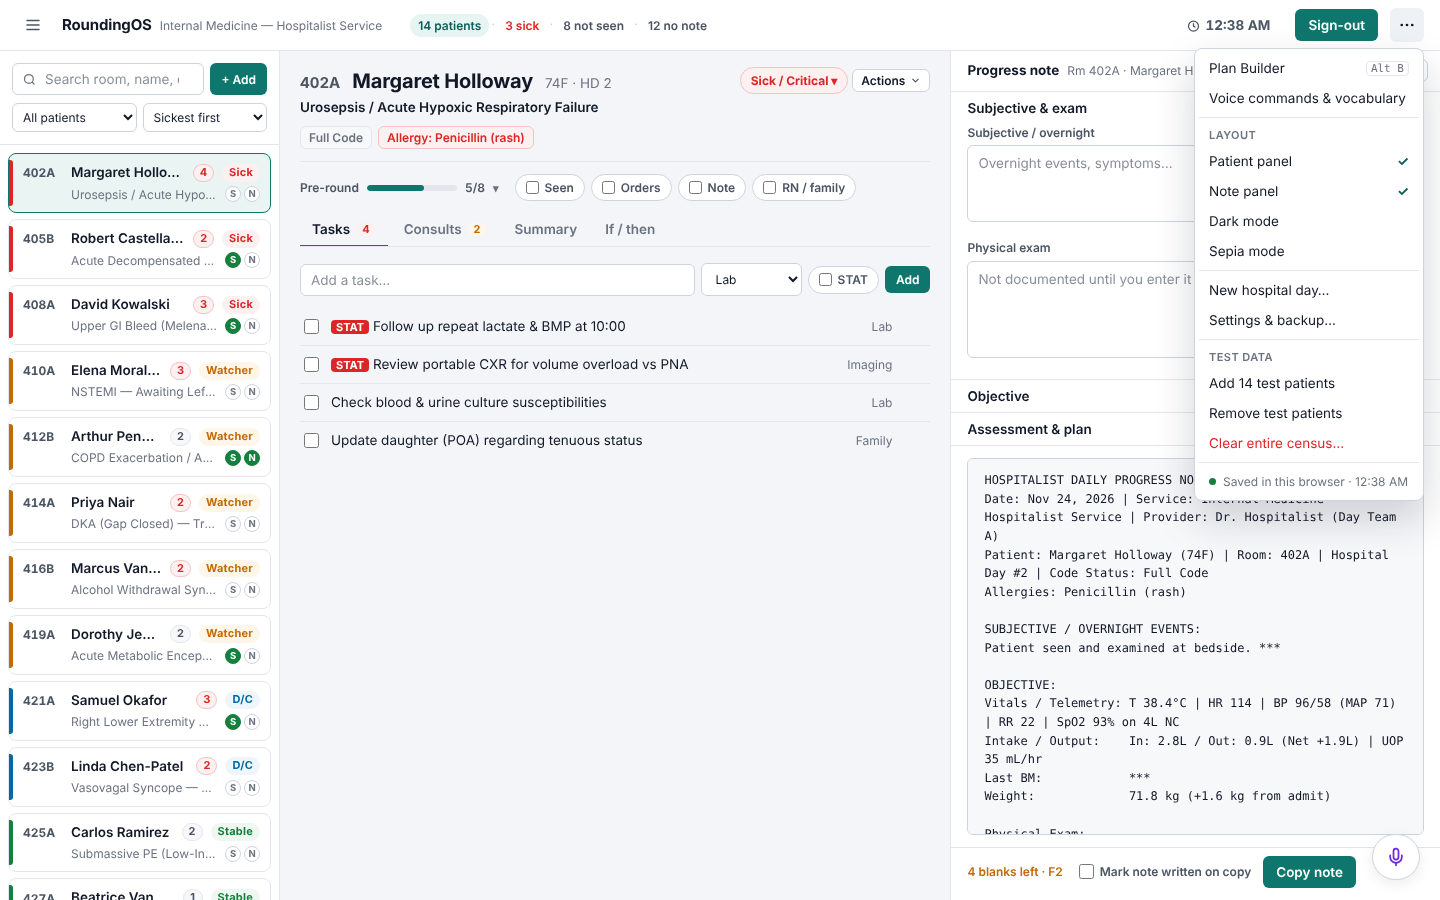 RoundingOS Internal Medicine — Hospitalist Service 14 patients · 3 sick · 8 not seen · 12 no note 12:38 AM Sign-out
Search room, name, + Add
All patients Sickest first
402A Margaret Hollo... 4 Sick
Urosepsis / Acute Hypo... S N
405B Robert Castella... 2 Sick
Acute Decompensated ... S N
408A David Kowalski 3 Sick
Upper GI Bleed (Melena... S N
410A Elena Moral... 3 Watcher
NSTEMI — Awaiting Lef... S N
412B Arthur Pen... 2 Watcher
COPD Exacerbation / A... S N
414A Priya Nair 2 Watcher
DKA (Gap Closed) — Tr... S N
416B Marcus Van... 2 Watcher
Alcohol Withdrawal Syn... S N
419A Dorothy Je... 2 Watcher
Acute Metabolic Encep... S N
421A Samuel Okafor 3 D/C
Right Lower Extremity ... S N
423B Linda Chen-Patel 2 D/C
Vasovagal Syncope — ... S N
425A Carlos Ramirez 2 Stable
Submassive PE (Low-In... S N
427A Beatrice Van 1 Stable
402A Margaret Holloway 74F · HD 2 Sick / Critical ▾ Actions
Urosepsis / Acute Hypoxic Respiratory Failure
Full Code Allergy: Penicillin (rash)
Pre-round 5/8 ▾ Seen Orders Note RN / family
Tasks 4 Consults 2 Summary If / then
Add a task... Lab STAT Add
STAT Follow up repeat lactate & BMP at 10:00 Lab
STAT Review portable CXR for volume overload vs PNA Imaging
Check blood & urine culture susceptibilities Lab
Update daughter (POA) regarding tenuous status Family
Progress note Rm 402A · Margaret H
Subjective & exam
Subjective / overnight
Overnight events, symptoms...
Physical exam
Not documented until you enter it
Objective
Assessment & plan
HOSPITALIST DAILY PROGRESS NO
Date: Nov 24, 2026 | Service: Internal Medicine
Hospitalist Service | Provider: Dr. Hospitalist (Day Team
A)
Patient: Margaret Holloway (74F) | Room: 402A | Hospital
Day #2 | Code Status: Full Code
Allergies: Penicillin (rash)
SUBJECTIVE / OVERNIGHT EVENTS:
Patient seen and examined at bedside. ***
OBJECTIVE:
Vitals / Telemetry: T 38.4°C | HR 114 | BP 96/58 (MAP 71)
| RR 22 | SpO2 93% on 4L NC
Intake / Output: In: 2.8L / Out: 0.9L (Net +1.9L) | UOP
35 mL/hr
Last BM: ***
Weight: 71.8 kg (+1.6 kg from admit)
Physical Exam:
4 blanks left · F2 Mark note written on copy Copy note
Plan Builder Alt B
Voice commands & vocabulary
LAYOUT
Patient panel
Note panel
Dark mode
Sepia mode
New hospital day...
Settings & backup...
TEST DATA
Add 14 test patients
Remove test patients
Clear entire census...
Saved in this browser · 12:38 AM